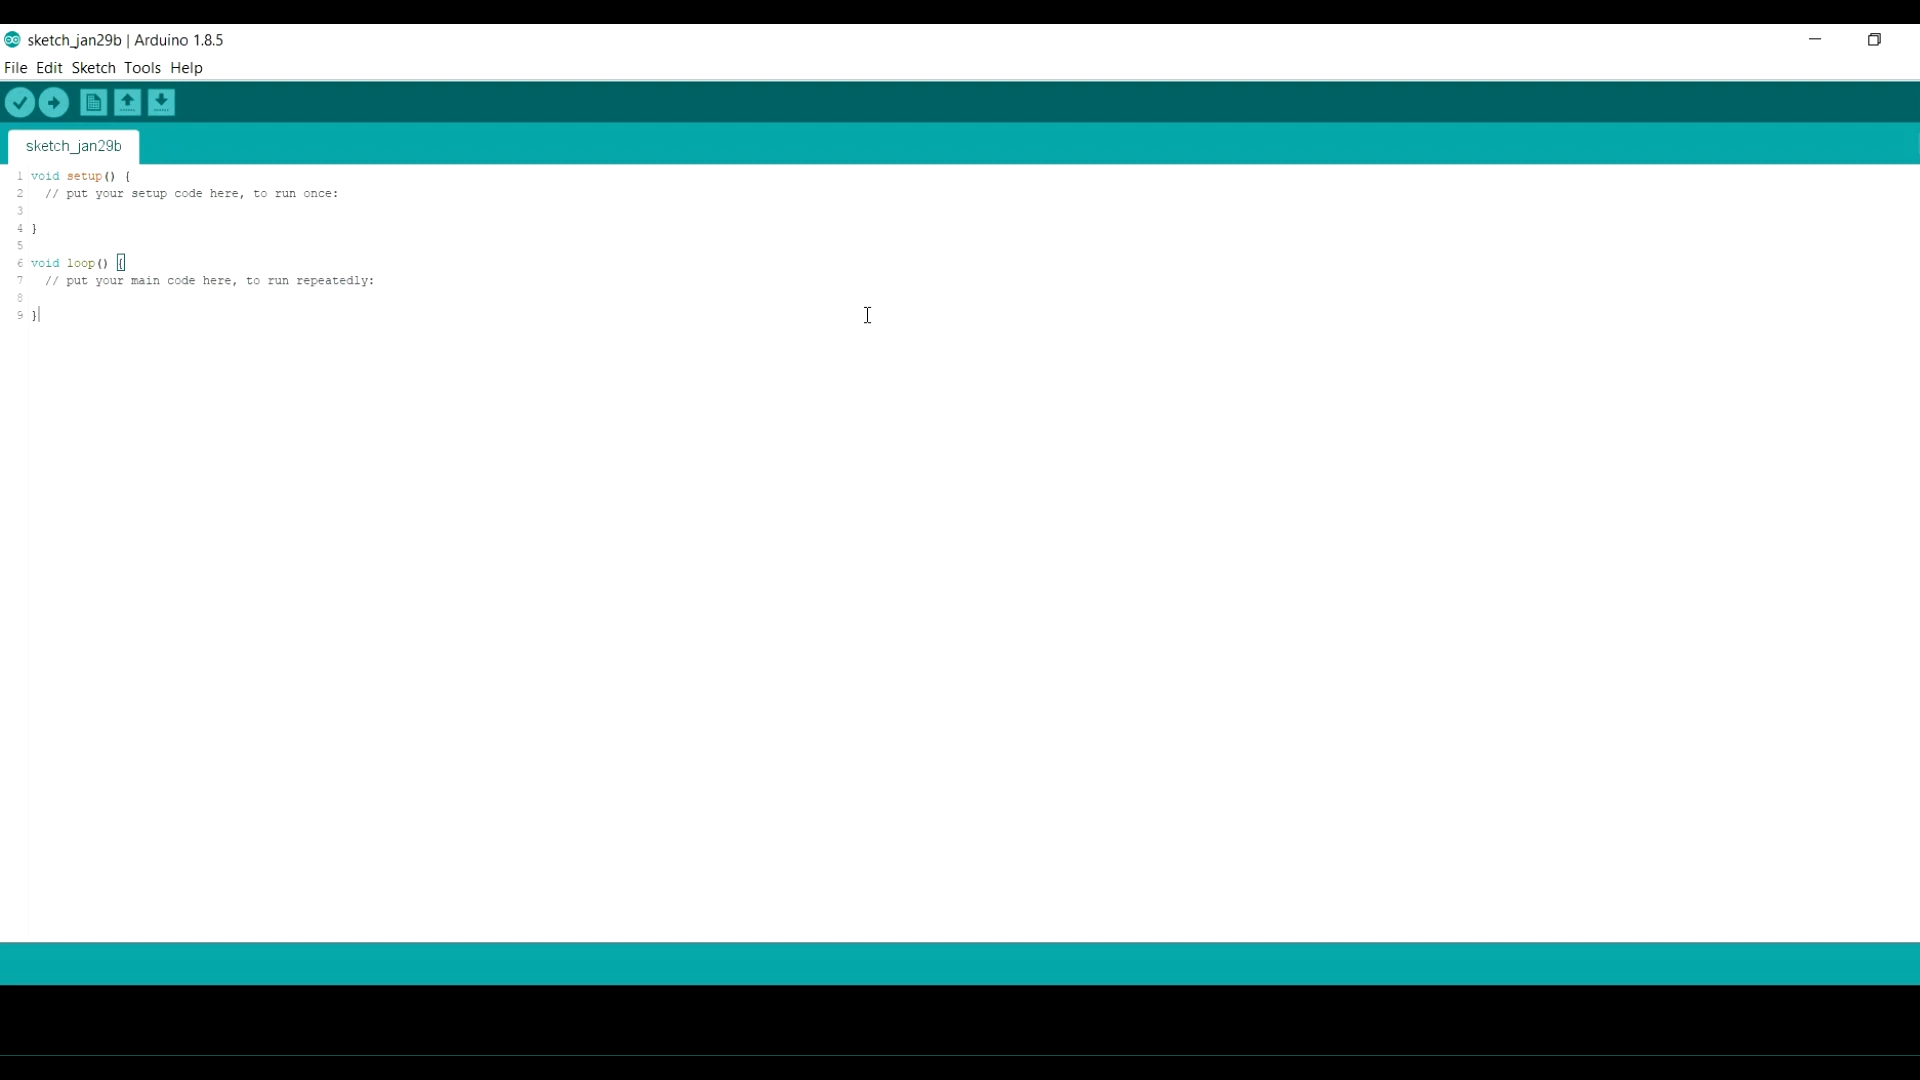 sketch_jan29b | Arduino 1.8.5
File Edit Sketch Tools Help
sketch_jan29b
1 void setup() {
2   // put your setup code here, to run once:
3
4 }
5
6 void loop() {
7   // put your main code here, to run repeatedly:
8
9 }